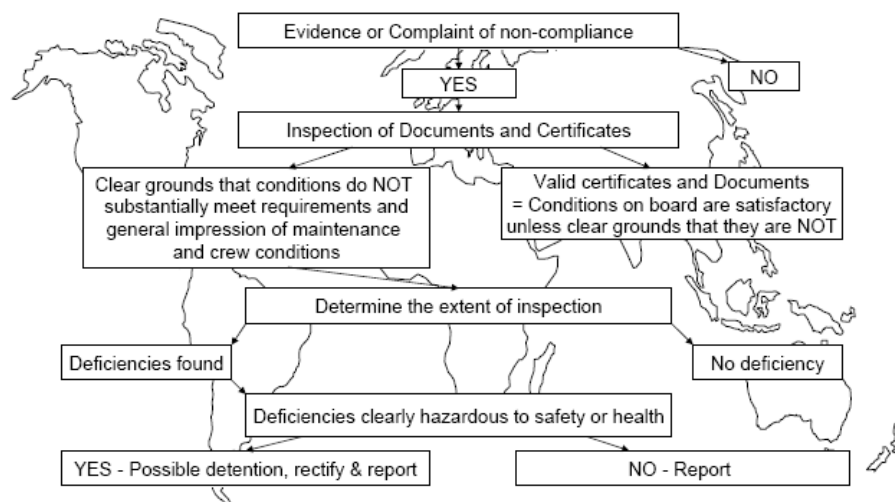 Evidence or Complaint of non-compliance
YES
NO
Inspection of Documents and Certificates
Clear grounds that conditions do NOT
substantially meet requirements and
general impression of maintenance
and crew conditions
Valid certificates and Documents
= Conditions on board are satisfactory
unless clear grounds that they are NOT
Determine the extent of inspection
Deficiencies found
No deficiency
Deficiencies clearly hazardous to safety or health
YES - Possible detention, rectify & report
NO - Report